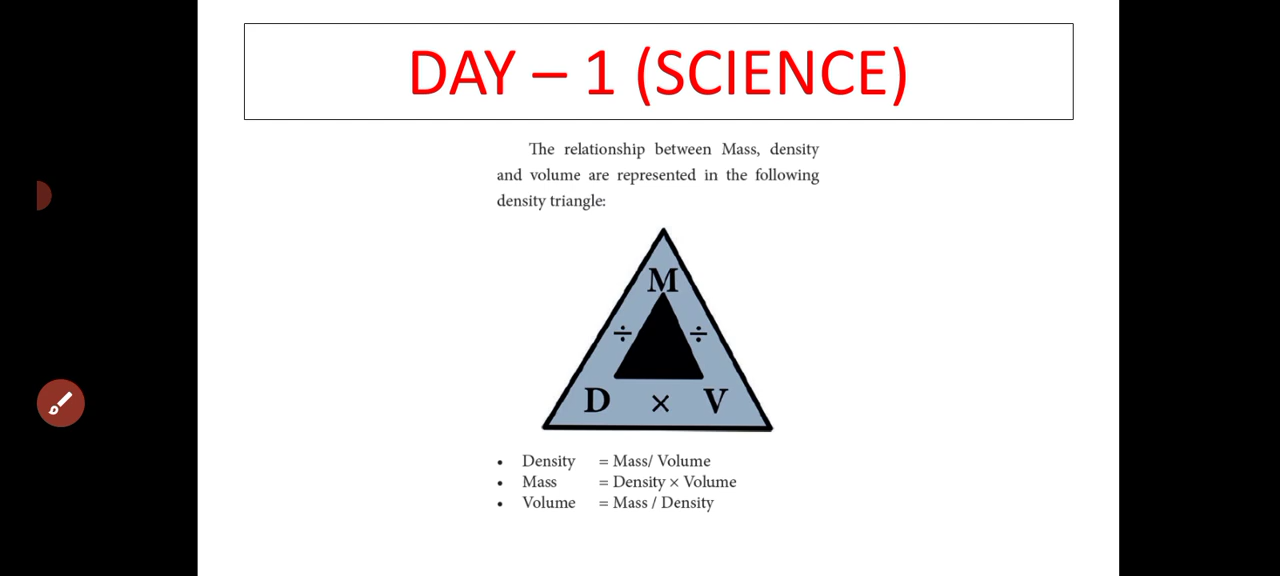 DAY – 1 (SCIENCE)
The relationship between Mass, density
and volume are represented in the following
density triangle:
M
÷ ÷
D × V
• Density = Mass/ Volume
• Mass = Density × Volume
• Volume = Mass / Density